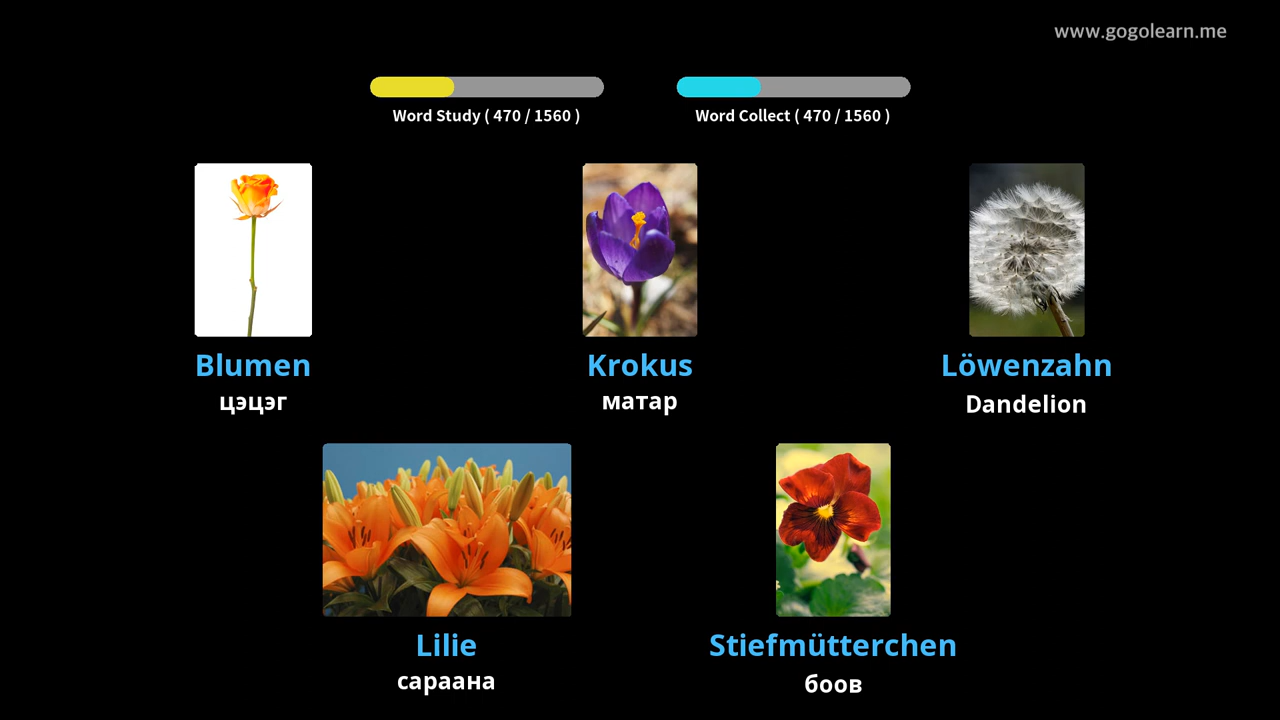 www.gogolearn.me
Word Study ( 470 / 1560 )
Word Collect ( 470 / 1560 )
Blumen
цэцэг
Krokus
матар
Löwenzahn
Dandelion
Lilie
сараана
Stiefmütterchen
боов